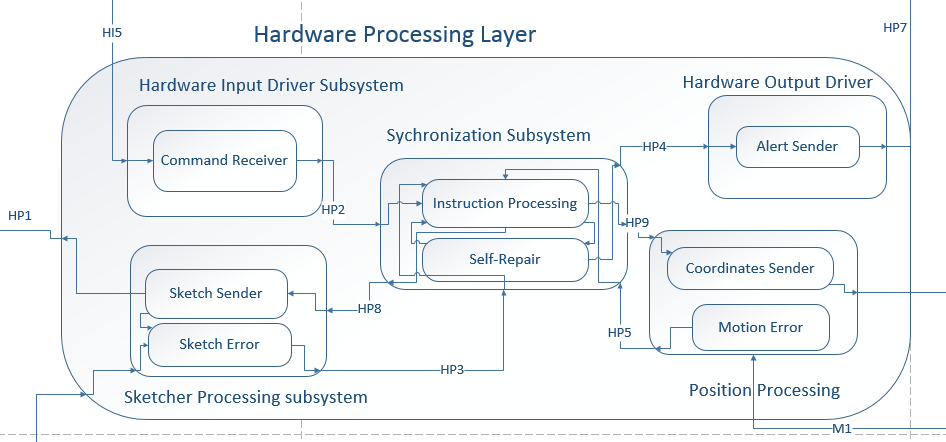 HI5
Hardware Processing Layer
HP7
Hardware Input Driver Subsystem
Hardware Output Driver
Sychronization Subsystem
Command Receiver
HP4
Alert Sender
HP2
Instruction Processing
HP1
HP9
Self-Repair
Coordinates Sender
Sketch Sender
HP8
Sketch Error
HP5
Motion Error
HP3
Sketcher Processing subsystem
Position Processing
M1